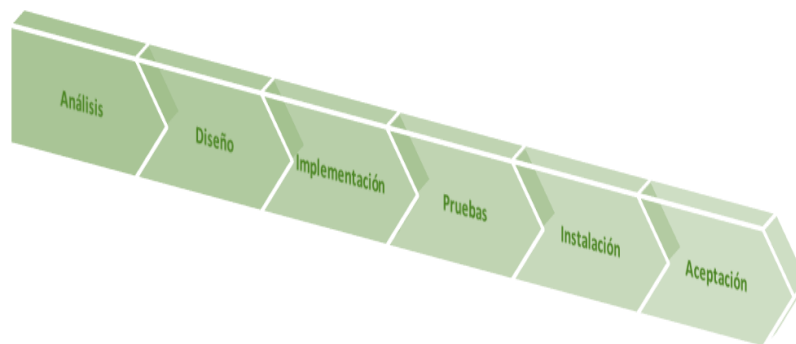 Análisis
Diseño
Implementación
Pruebas
Instalación
Aceptación